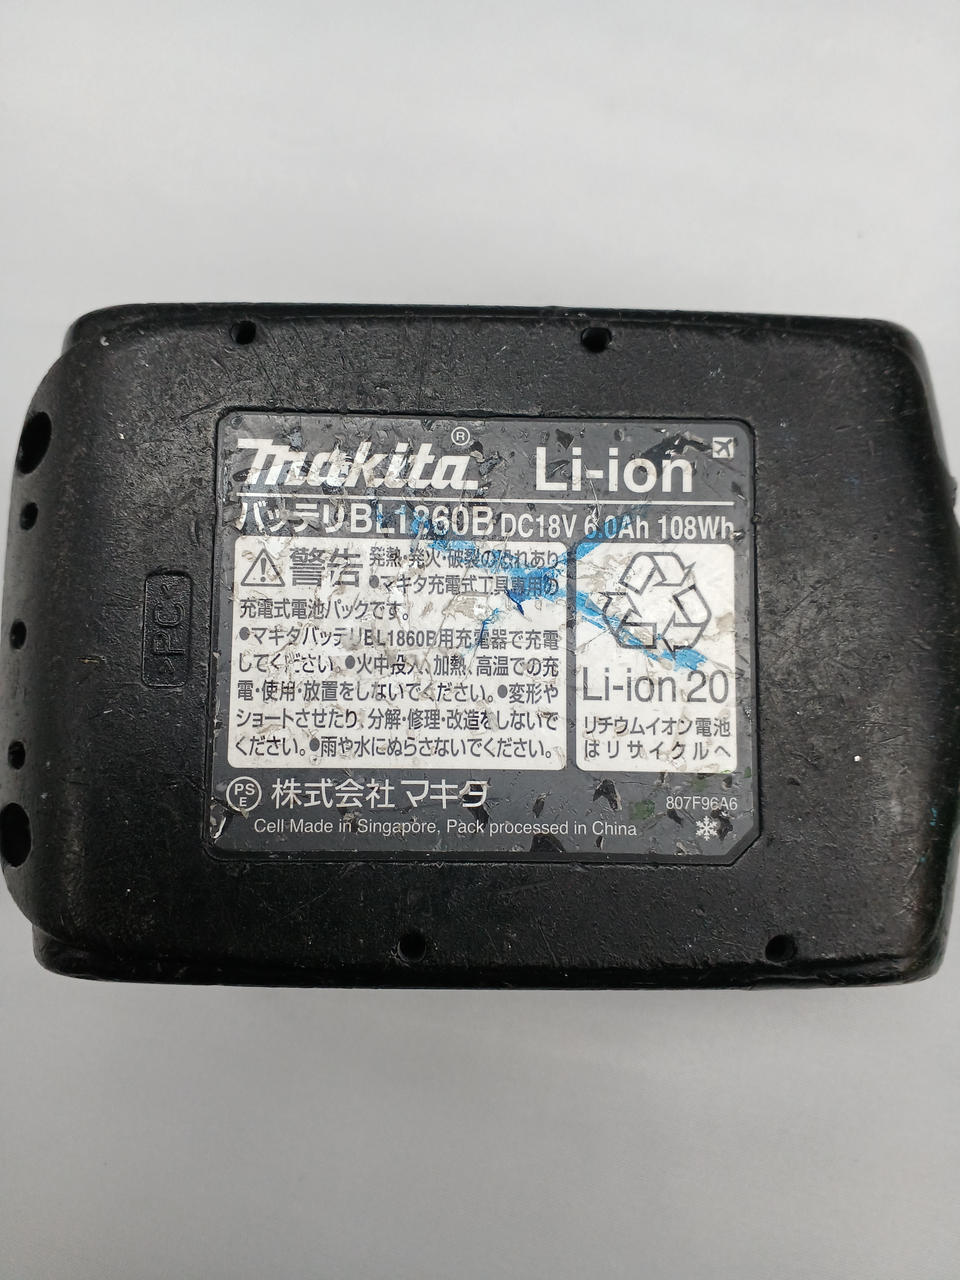 makita® Li-ion
バッテリBL1860B DC18V 6.0Ah 108Wh
警告 発熱・発火・破裂の恐れあり
●マキタ充電式工具専用の
充電式電池パックです。
●マキタバッテリBL1860B用充電器で充電
してください。●火中投入、加熱、高温での充
電・使用・放置をしないでください。●変形や
ショートさせたり、分解・修理・改造をしないで
ください。●雨や水にぬらさないでください。
Li-ion 20
リチウムイオン電池
はリサイクルへ
PSE 株式会社マキタ
807F96A6
Cell Made in Singapore, Pack processed in China
>PC<